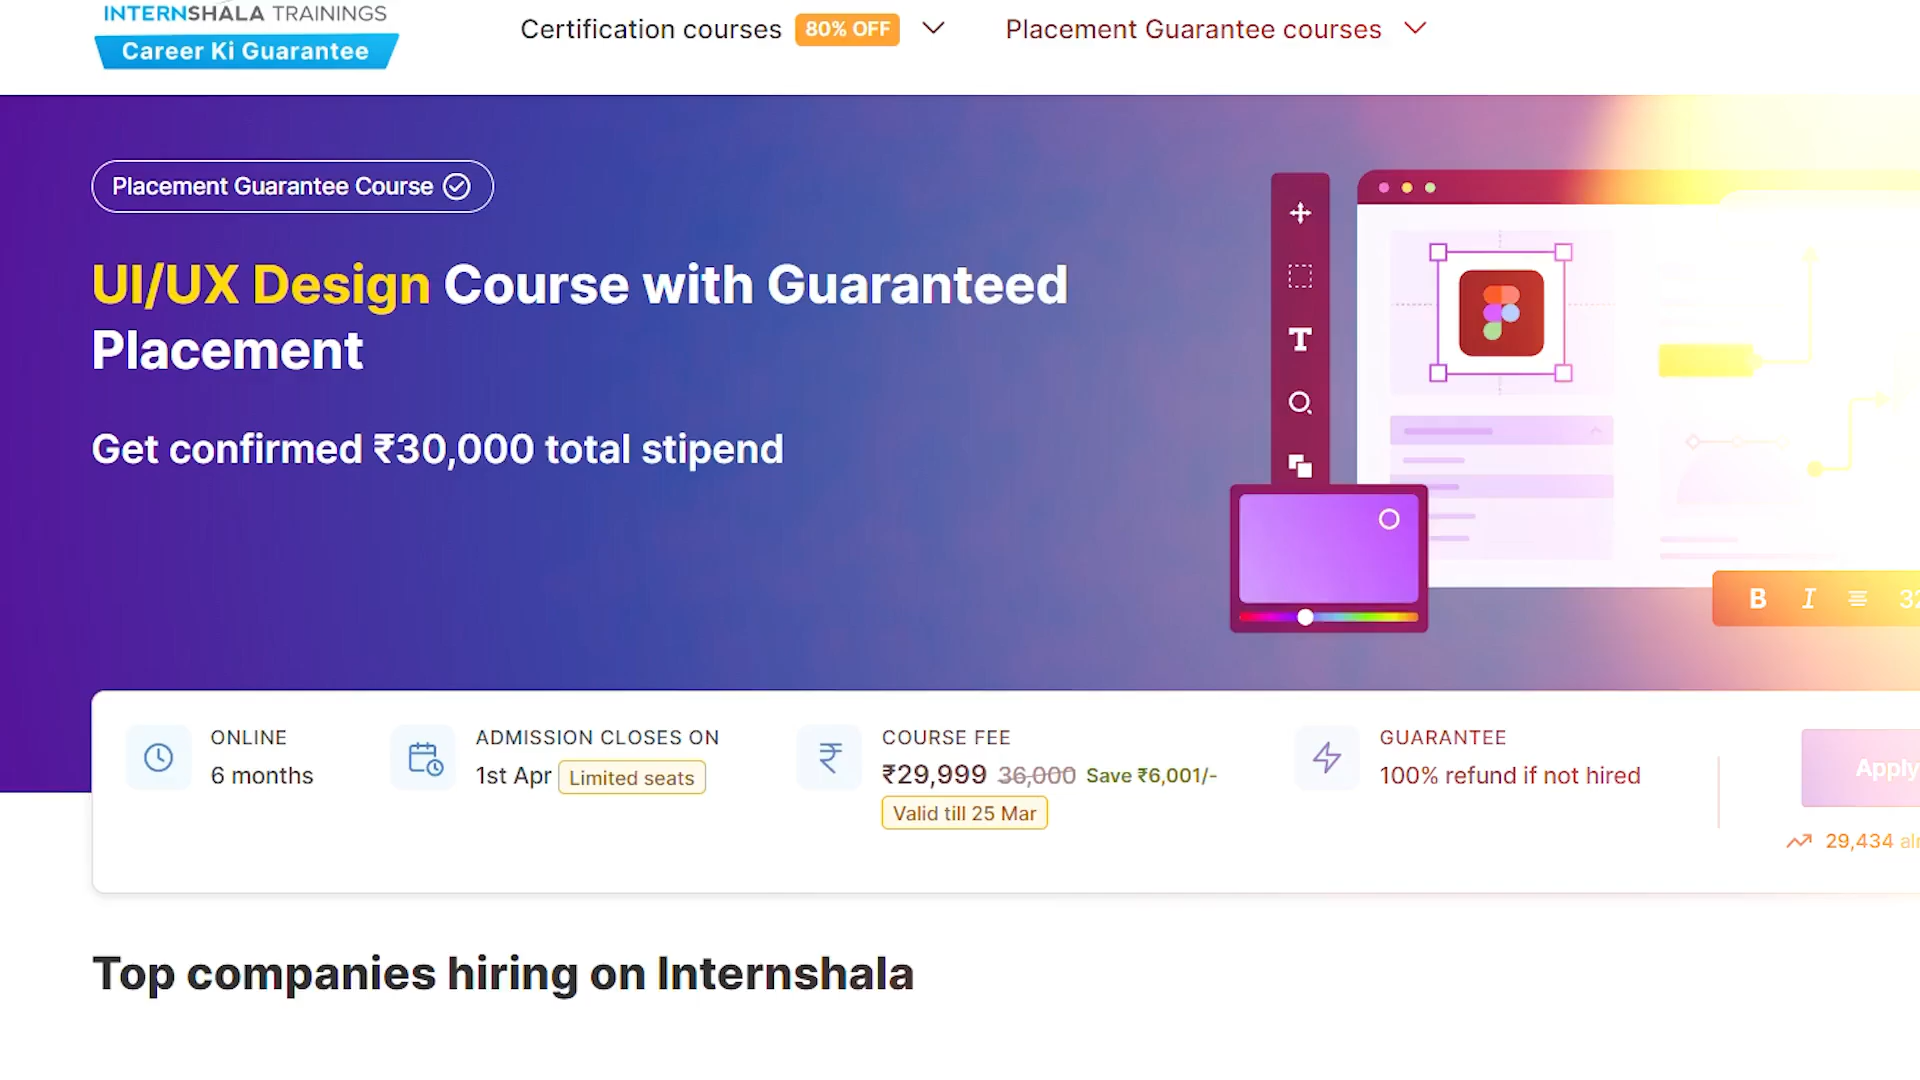 INTERNSHALA TRAININGS
Career Ki Guarantee
Certification courses 80% OFF
Placement Guarantee courses
Placement Guarantee Course
UI/UX Design Course with Guaranteed
Placement
Get confirmed ₹30,000 total stipend
T
B I 32
ONLINE
6 months
ADMISSION CLOSES ON
1st Apr Limited seats
COURSE FEE
₹29,999 36,000 Save ₹6,001/-
Valid till 25 Mar
GUARANTEE
100% refund if not hired
Apply
29,434
Top companies hiring on Internshala